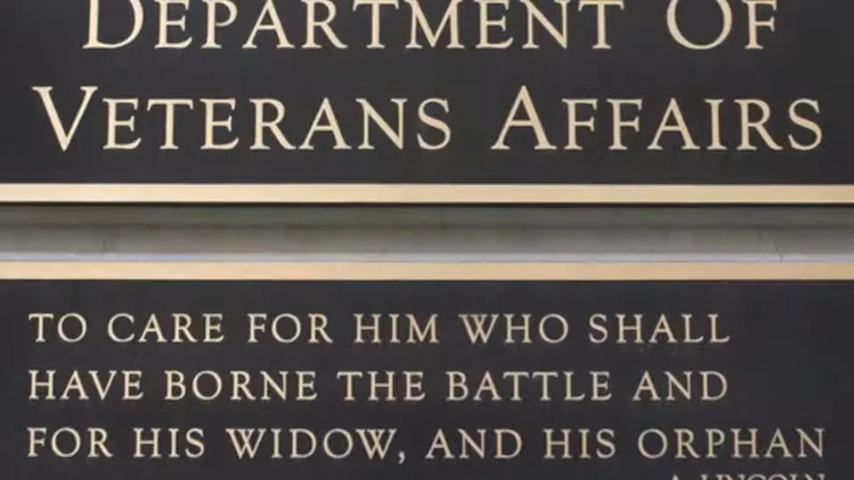 DEPARTMENT OF
VETERANS AFFAIRS
TO CARE FOR HIM WHO SHALL
HAVE BORNE THE BATTLE AND
FOR HIS WIDOW, AND HIS ORPHAN
A. LINCOLN